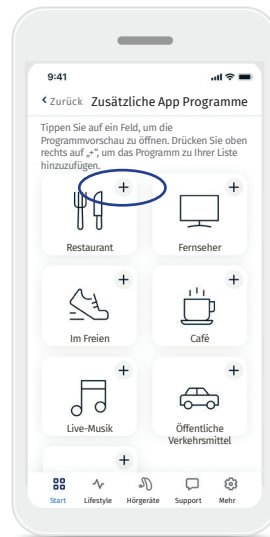 9:41
Zurück Zusätzliche App Programme
Tippen Sie auf ein Feld, um die
Programmvorschau zu öffnen. Drücken Sie oben
rechts auf „+“, um das Programm zu Ihrer Liste
hinzuzufügen.
+ +
Restaurant Fernseher
+ +
Im Freien Café
+ +
Live-Musik Öffentliche
Verkehrsmittel
+
Start Lifestyle Hörgeräte Support Mehr